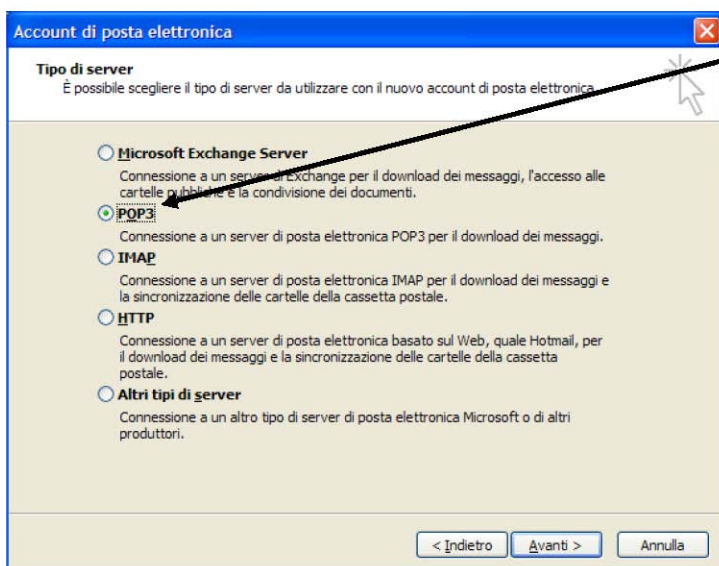 Account di posta elettronica
Tipo di server
È possibile scegliere il tipo di server da utilizzare con il nuovo account di posta elettronica.
Microsoft Exchange Server
Connessione a un server di Exchange per il download dei messaggi, l'accesso alle
cartelle pubbliche e la condivisione dei documenti.
POP3
Connessione a un server di posta elettronica POP3 per il download dei messaggi.
IMAP
Connessione a un server di posta elettronica IMAP per il download dei messaggi e
la sincronizzazione delle cartelle della cassetta postale.
HTTP
Connessione a un server di posta elettronica basato sul Web, quale Hotmail, per
il download dei messaggi e la sincronizzazione delle cartelle della cassetta
postale.
Altri tipi di server
Connessione a un altro tipo di server di posta elettronica Microsoft o di altri
produttori.
< Indietro Avanti > Annulla